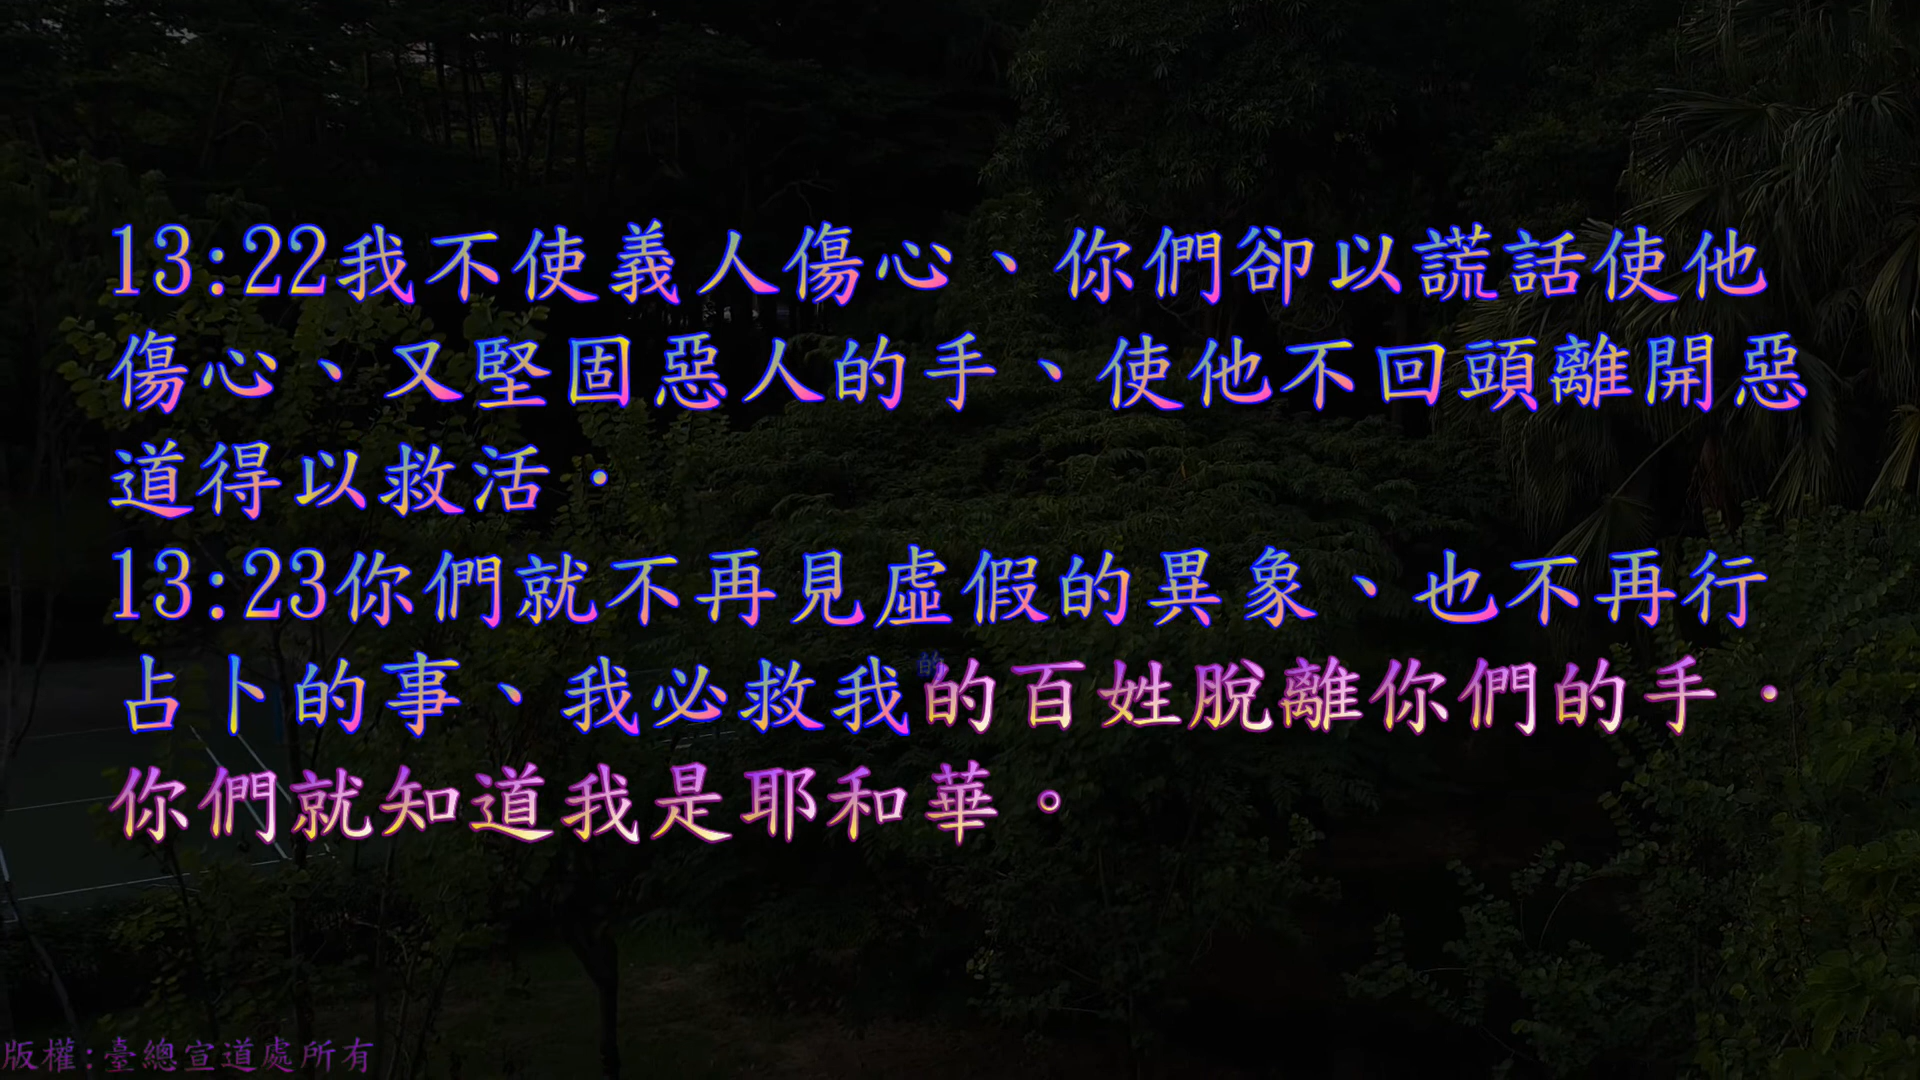 13:22我不使義人傷心、你們卻以謊話使他
傷心、又堅固惡人的手、使他不回頭離開惡
道得以救活．
13:23你們就不再見虛假的異象、也不再行
占卜的事、我必救我的百姓脫離你們的手．
的
你們就知道我是耶和華。
版權:臺總宣道處所有